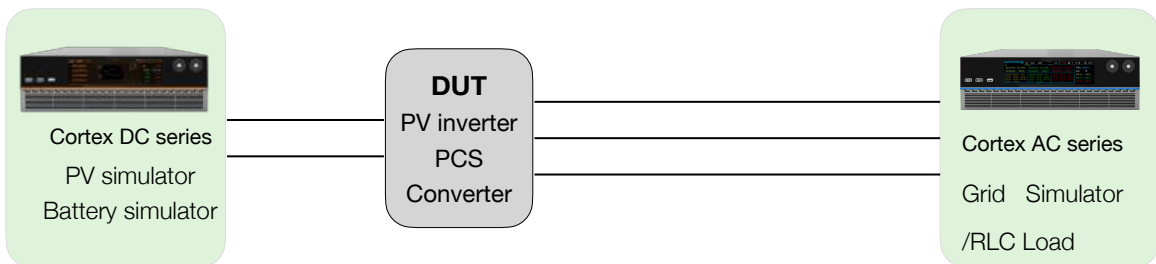 Cortex DC series
PV simulator
Battery simulator
DUT
PV inverter
PCS
Converter
Cortex AC series
Grid Simulator
/RLC Load